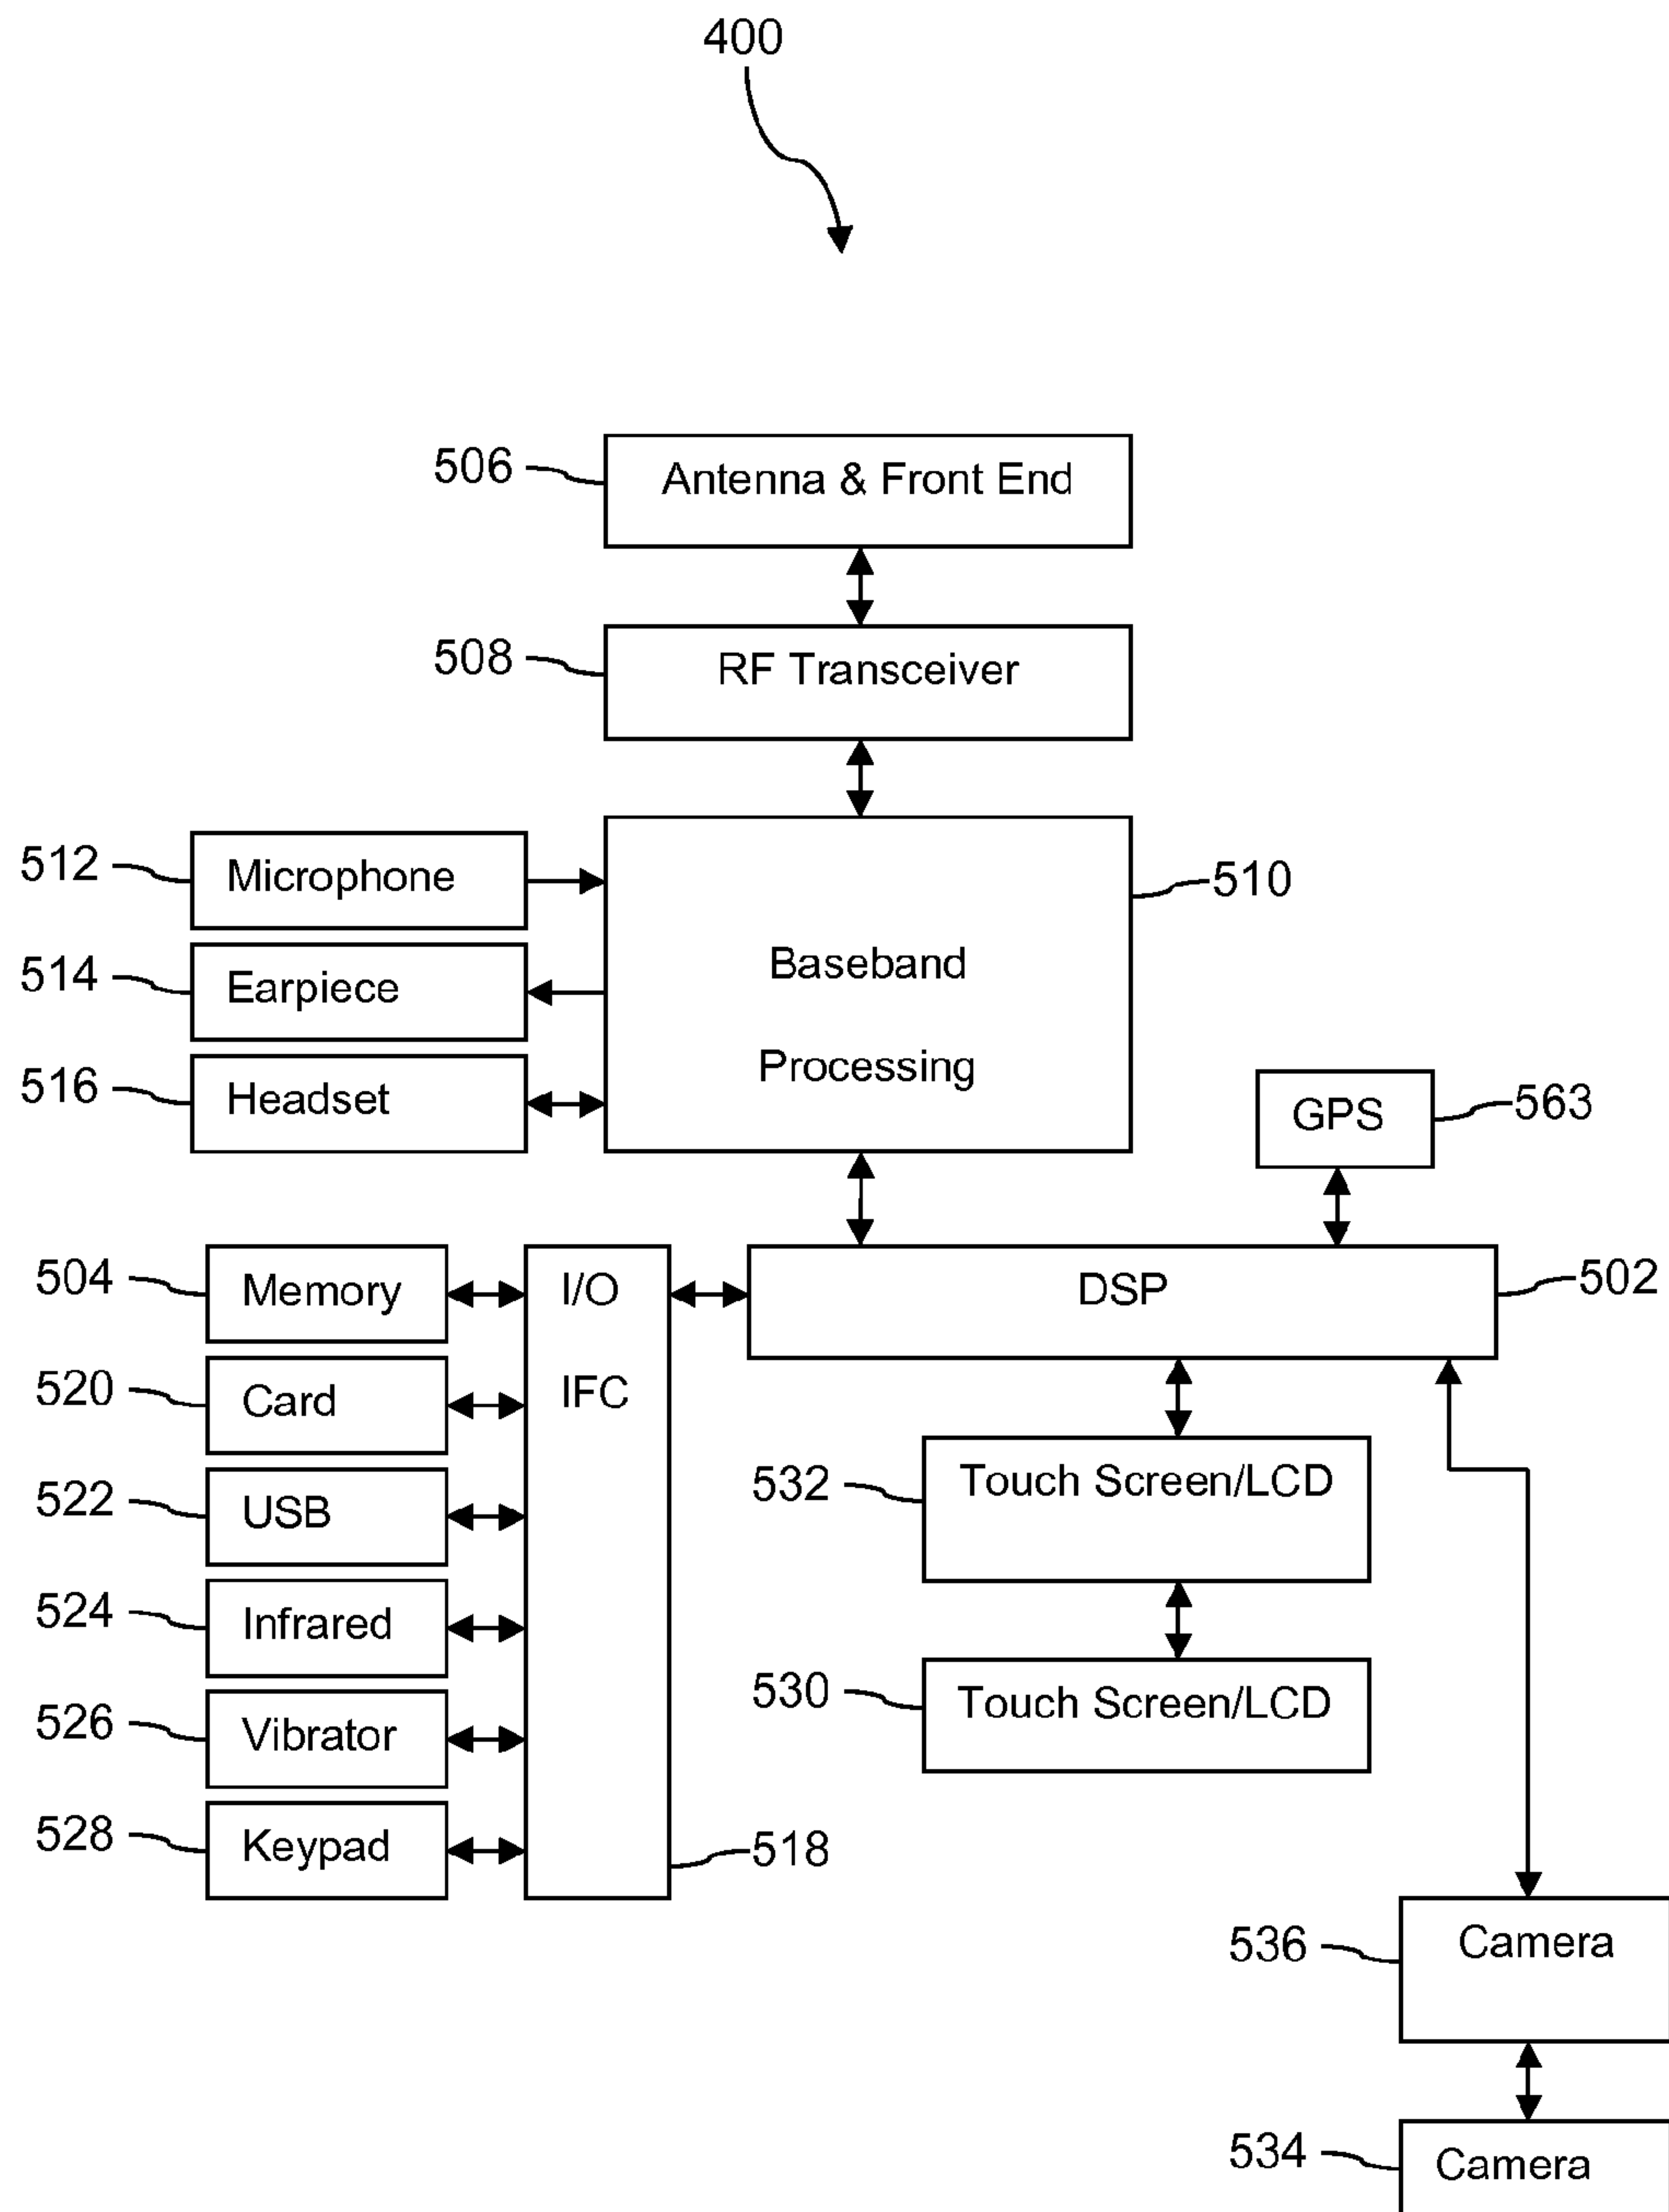 400
506
Antenna & Front End
508
RF Transceiver
512
Microphone
510
514
Earpiece
Baseband
Processing
516
Headset
563
GPS
504
Memory
I/O
IFC
DSP
502
520
Card
522
USB
532
Touch Screen/LCD
524
Infrared
530
Touch Screen/LCD
526
Vibrator
528
Keypad
518
536
Camera
534
Camera